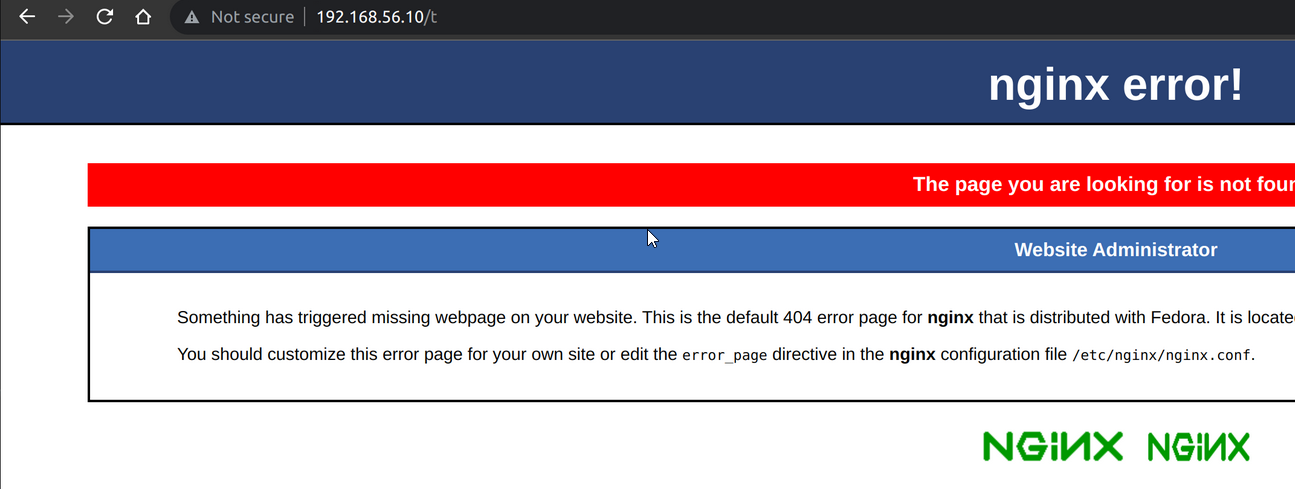 Not secure 192.168.56.10/t
nginx error!
The page you are looking for is not
Website Administrator
Something has triggered missing webpage on your website. This is the default 404 error page for nginx that is distributed with Fedora. It is
You should customize this error page for your own site or edit the error_page directive in the nginx configuration file /etc/nginx/nginx.conf.
NGINX NGINX